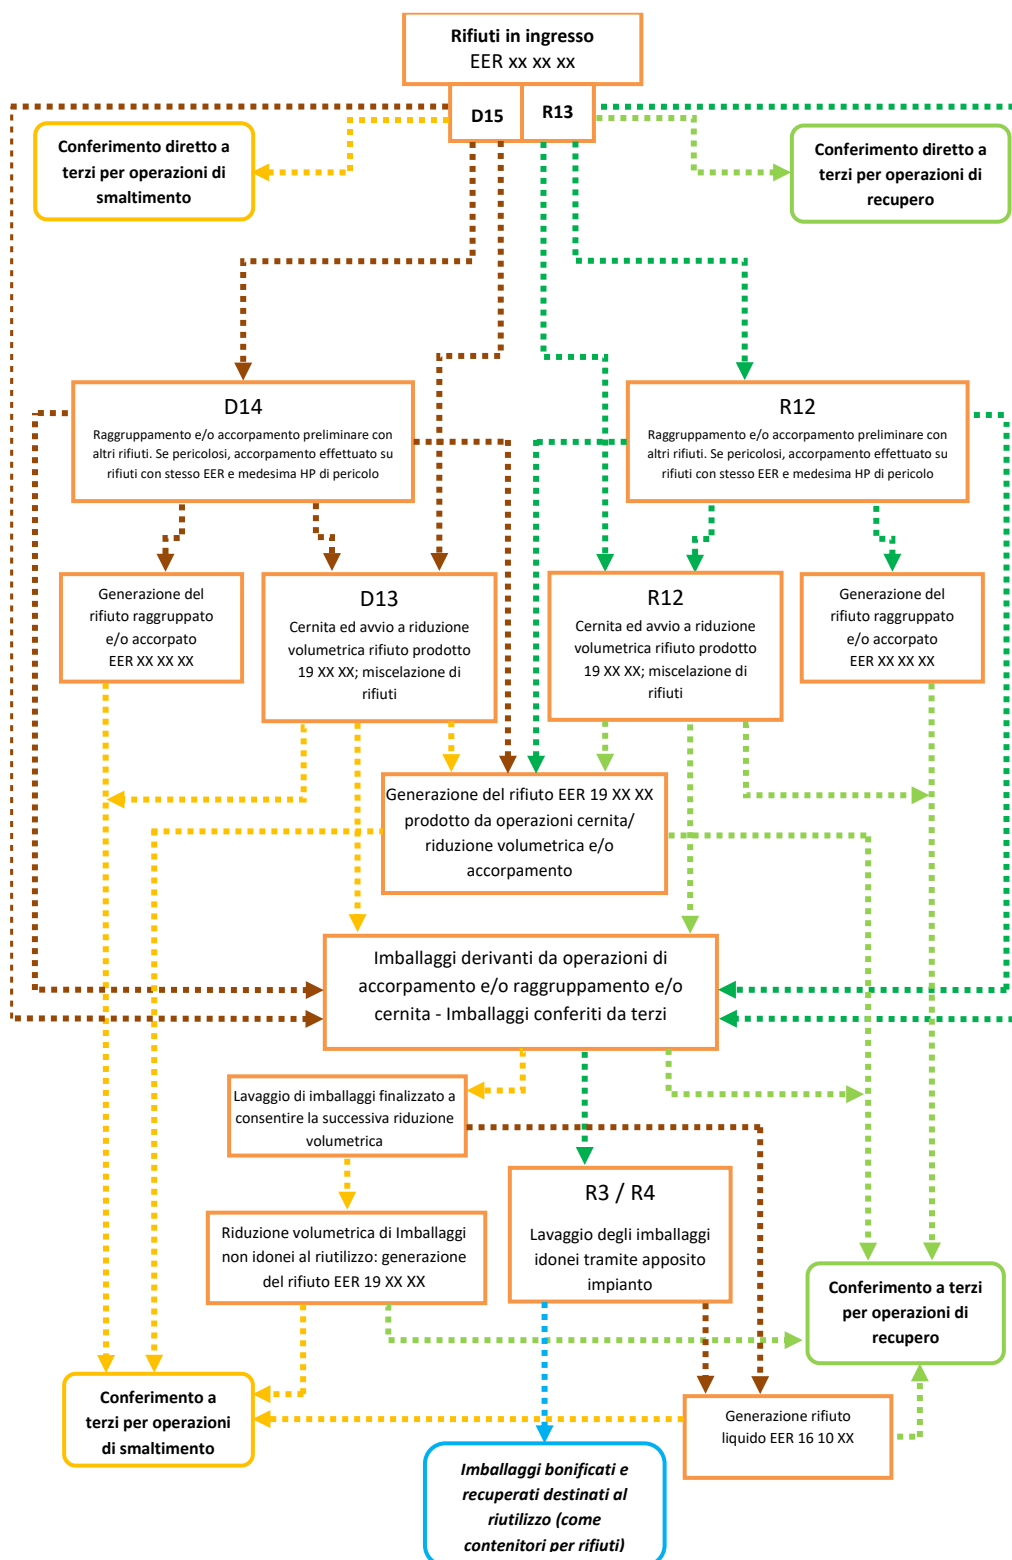 Rifiuti in ingresso
EER xx xx xx
D15
R13
Conferimento diretto a
terzi per operazioni di
smaltimento
Conferimento diretto a
terzi per operazioni di
recupero
D14
Raggruppamento e/o accorpamento preliminare con
altri rifiuti. Se pericolosi, accorpamento effettuato su
rifiuti con stesso EER e medesima HP di pericolo
R12
Raggruppamento e/o accorpamento preliminare con
altri rifiuti. Se pericolosi, accorpamento effettuato su
rifiuti con stesso EER e medesima HP di pericolo
Generazione del
rifiuto raggruppato
e/o accorpato
EER XX XX XX
D13
Cernita ed avvio a riduzione
volumetrica rifiuto prodotto
19 XX XX; miscelazione di
rifiuti
R12
Cernita ed avvio a riduzione
volumetrica rifiuto prodotto
19 XX XX; miscelazione di
rifiuti
Generazione del
rifiuto raggruppato
e/o accorpato
EER XX XX XX
Generazione del rifiuto EER 19 XX XX
prodotto da operazioni cernita/
riduzione volumetrica e/o
accorpamento
Imballaggi derivanti da operazioni di
accorpamento e/o raggruppamento e/o
cernita - Imballaggi conferiti da terzi
Lavaggio di imballaggi finalizzato a
consentire la successiva riduzione
volumetrica
R3 / R4
Lavaggio degli imballaggi
idonei tramite apposito
impianto
Riduzione volumetrica di Imballaggi
non idonei al riutilizzo: generazione
del rifiuto EER 19 XX XX
Conferimento a terzi
per operazioni di
recupero
Conferimento a
terzi per operazioni
di smaltimento
Generazione rifiuto
liquido EER 16 10 XX
Imballaggi bonificati e
recuperati destinati al
riutilizzo (come
contenitori per rifiuti)